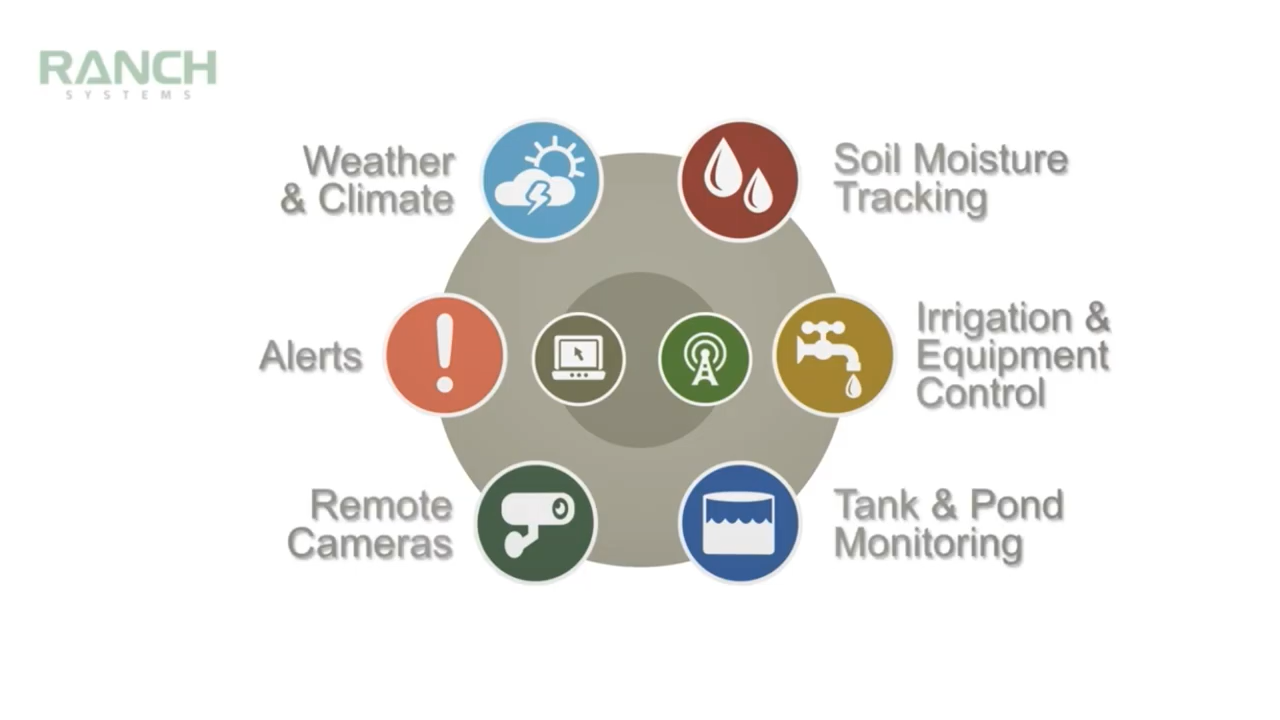 RANCH
SYSTEMS
Weather
& Climate
Soil Moisture
Tracking
Alerts
Irrigation &
Equipment
Control
Remote
Cameras
Tank & Pond
Monitoring